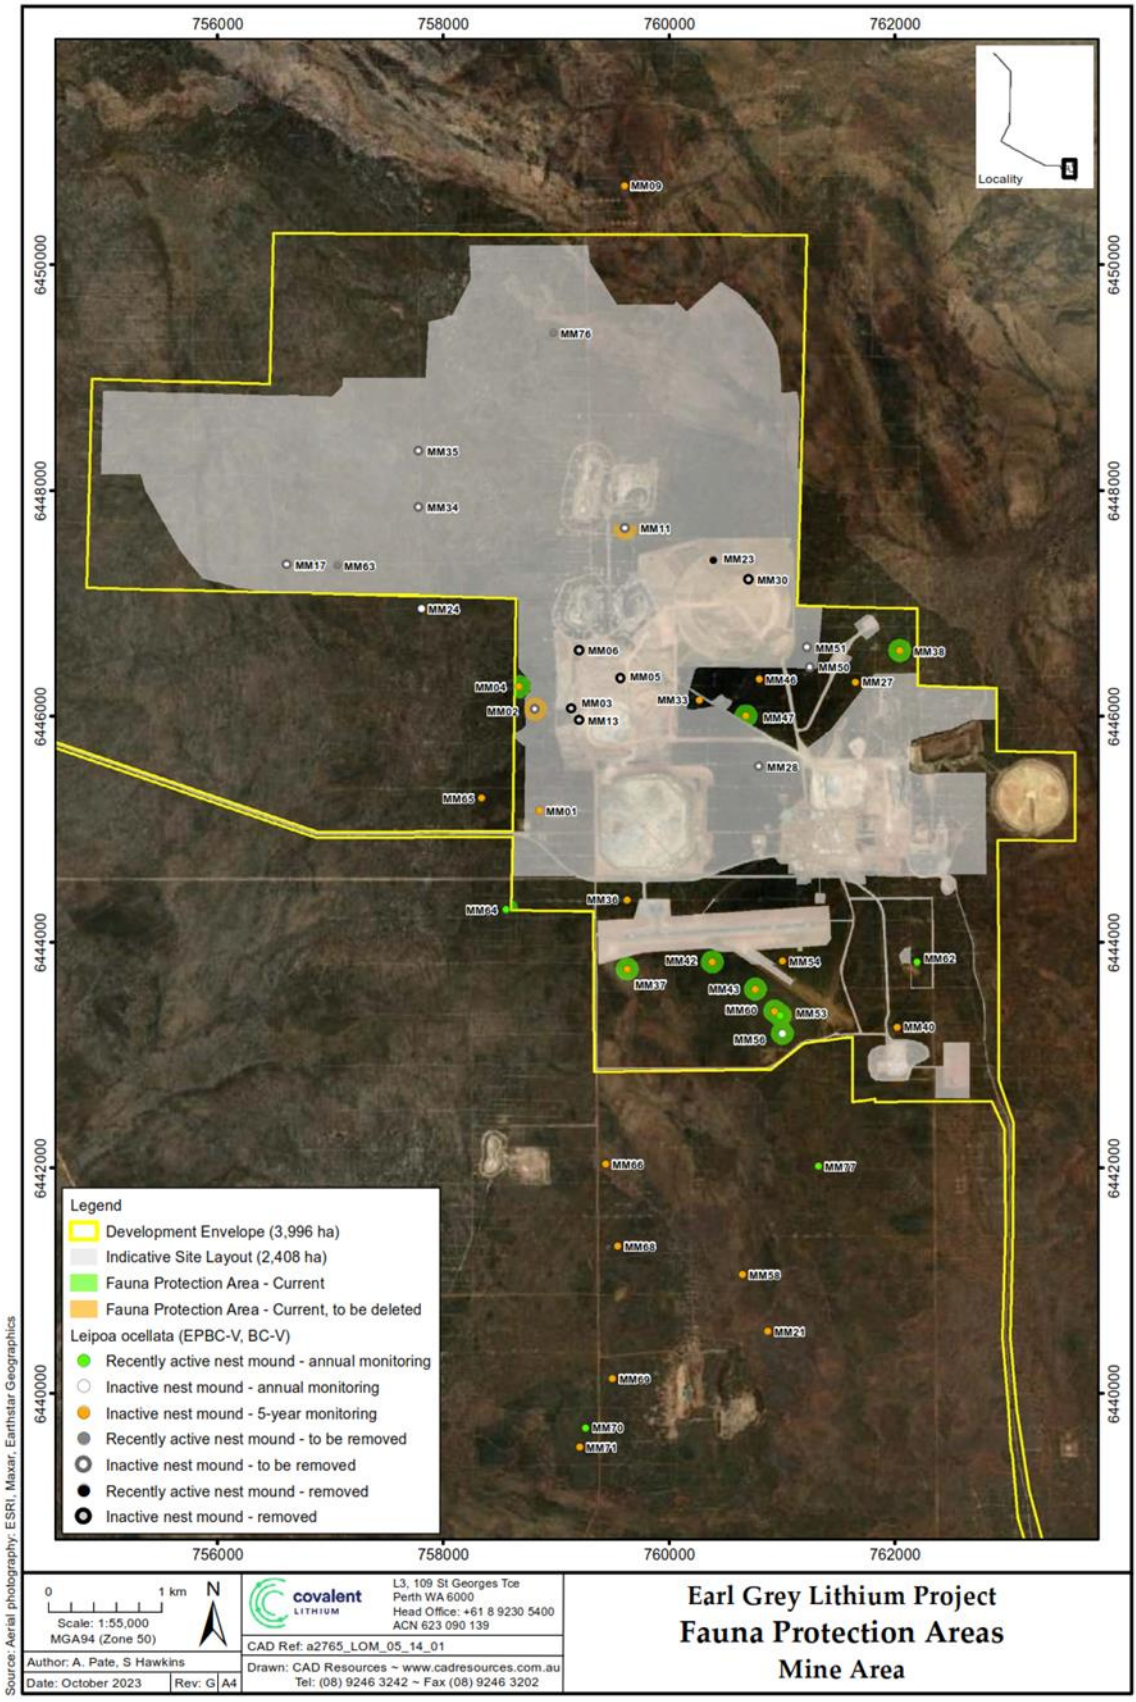 756000 758000 760000 762000
Locality
6450000
6448000
6446000
6444000
6442000
6440000
6450000
6448000
6446000
6444000
6442000
6440000
MM09
MM76
MM35
MM34
MM11
MM23
MM17
MM63
MM30
MM24
MM06
MM51
MM38
MM50
MM05
MM46
MM27
MM04
MM33
MM03
MM02
MM47
MM13
MM28
MM65
MM01
MM36
MM64
MM42
MM54
MM62
MM37
MM43
MM60
MM53
MM56
MM40
MM66
MM77
MM68
MM58
MM21
MM69
MM70
MM71
Legend
Development Envelope (3,996 ha)
Indicative Site Layout (2,408 ha)
Fauna Protection Area - Current
Fauna Protection Area - Current, to be deleted
Leipoa ocellata (EPBC-V, BC-V)
Recently active nest mound - annual monitoring
Inactive nest mound - annual monitoring
Inactive nest mound - 5-year monitoring
Recently active nest mound - to be removed
Inactive nest mound - to be removed
Recently active nest mound - removed
Inactive nest mound - removed
Source: Aerial photography: ESRI, Maxar, Earthstar Geographics
756000 758000 760000 762000
0 1 km N
Scale: 1:55,000
MGA94 (Zone 50)
Author: A. Pate, S Hawkins
Date: October 2023 Rev: G A4
covalent
LITHIUM
L3, 109 St Georges Tce
Perth WA 6000
Head Office: +61 8 9230 5400
ACN 623 090 139
CAD Ref: a2765_LOM_05_14_01
Drawn: CAD Resources ~ www.cadresources.com.au
Tel: (08) 9246 3242 ~ Fax (08) 9246 3202
Earl Grey Lithium Project
Fauna Protection Areas
Mine Area